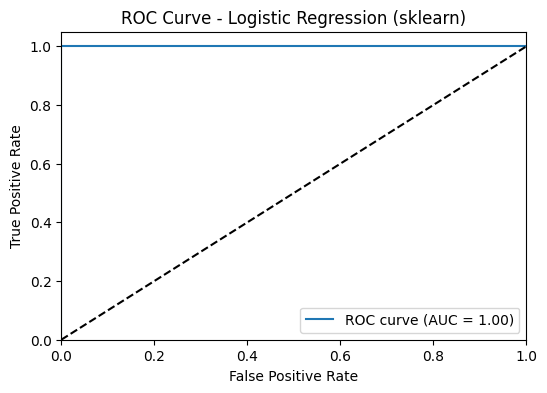 ROC Curve - Logistic Regression (sklearn)
1.0
0.8
0.6
0.4
0.2
0.0
True Positive Rate
ROC curve (AUC = 1.00)
0.0 0.2 0.4 0.6 0.8 1.0
False Positive Rate